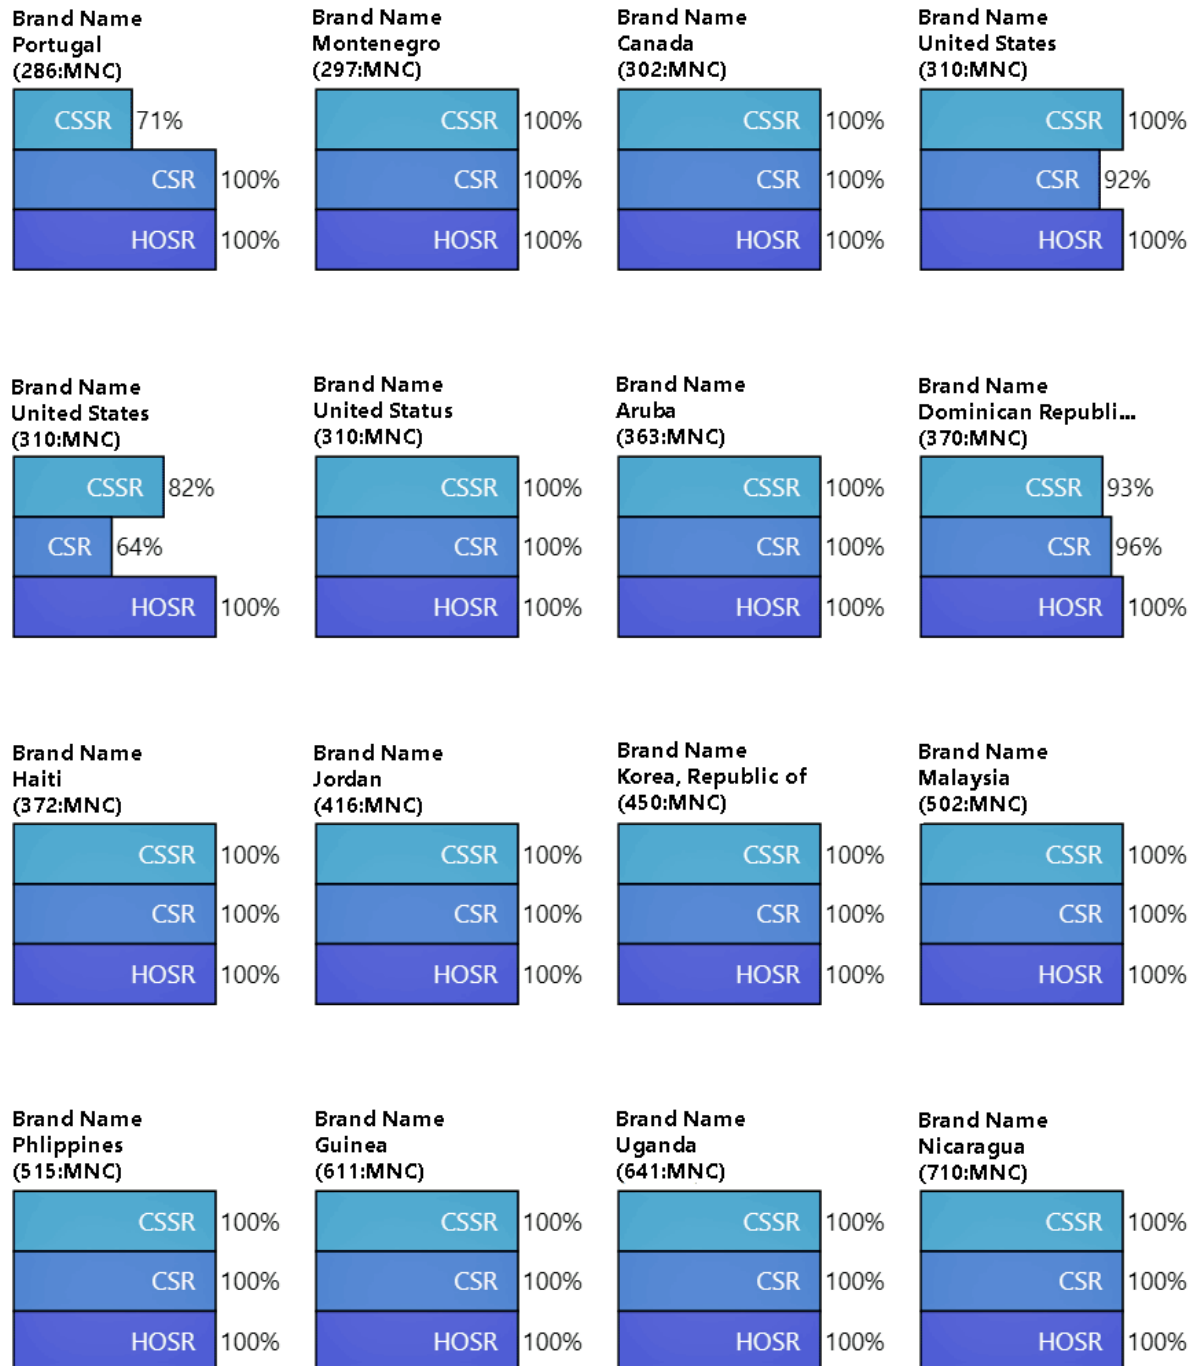 Brand Name
Portugal
(286:MNC)
CSSR 71%
CSR 100%
HOSR 100%
Brand Name
Montenegro
(297:MNC)
CSSR 100%
CSR 100%
HOSR 100%
Brand Name
Canada
(302:MNC)
CSSR 100%
CSR 100%
HOSR 100%
Brand Name
United States
(310:MNC)
CSSR 100%
CSR 92%
HOSR 100%
Brand Name
United States
(310:MNC)
CSSR 82%
CSR 64%
HOSR 100%
Brand Name
United Status
(310:MNC)
CSSR 100%
CSR 100%
HOSR 100%
Brand Name
Aruba
(363:MNC)
CSSR 100%
CSR 100%
HOSR 100%
Brand Name
Dominican Republi...
(370:MNC)
CSSR 93%
CSR 96%
HOSR 100%
Brand Name
Haiti
(372:MNC)
CSSR 100%
CSR 100%
HOSR 100%
Brand Name
Jordan
(416:MNC)
CSSR 100%
CSR 100%
HOSR 100%
Brand Name
Korea, Republic of
(450:MNC)
CSSR 100%
CSR 100%
HOSR 100%
Brand Name
Malaysia
(502:MNC)
CSSR 100%
CSR 100%
HOSR 100%
Brand Name
Phlippines
(515:MNC)
CSSR 100%
CSR 100%
HOSR 100%
Brand Name
Guinea
(611:MNC)
CSSR 100%
CSR 100%
HOSR 100%
Brand Name
Uganda
(641:MNC)
CSSR 100%
CSR 100%
HOSR 100%
Brand Name
Nicaragua
(710:MNC)
CSSR 100%
CSR 100%
HOSR 100%